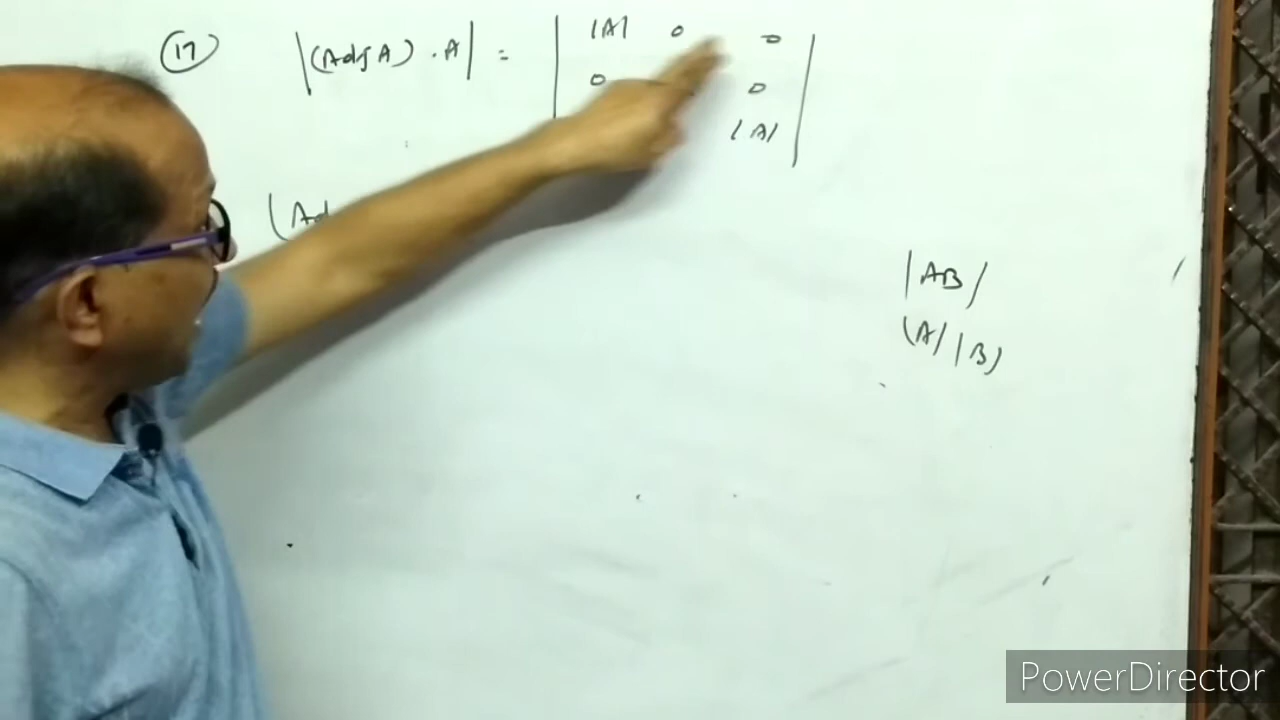 17 |(Adj A) . A| = | |A| 0 0
0 0
|A| |
|AB|
|A| |B|
PowerDirector